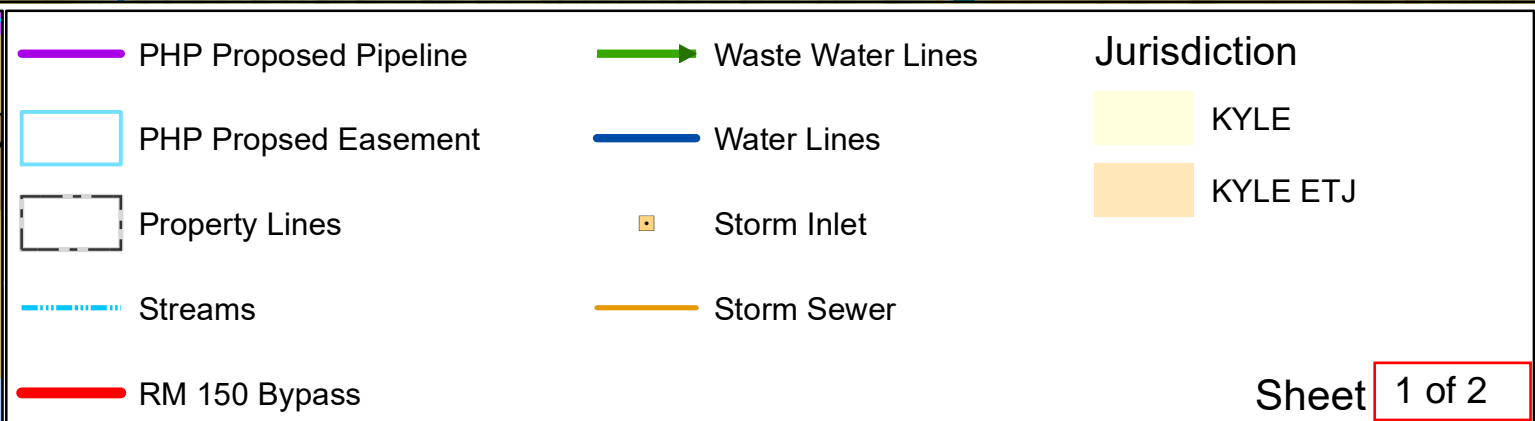 PHP Proposed Pipeline
PHP Propsed Easement
Property Lines
Streams
RM 150 Bypass
Waste Water Lines
Water Lines
Storm Inlet
Storm Sewer
Jurisdiction
KYLE
KYLE ETJ
Sheet 1 of 2